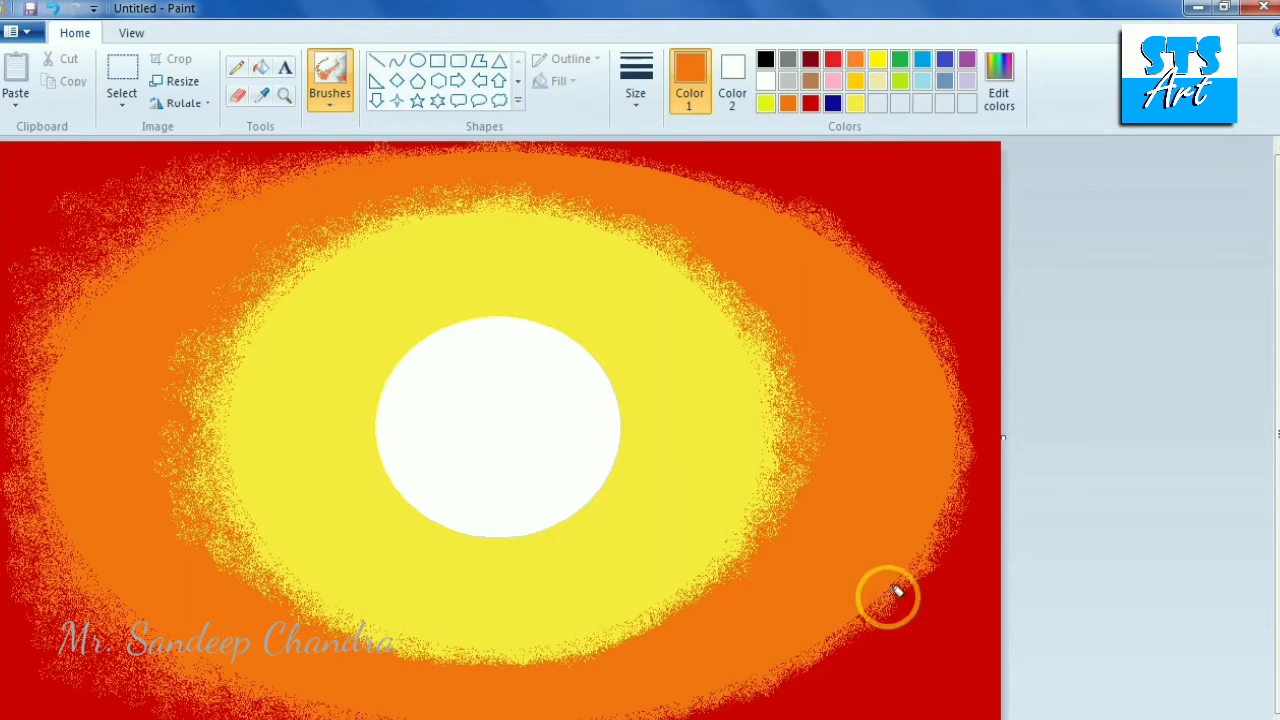 Untitled - Paint
Home
View
Paste
Cut
Copy
Clipboard
Select
Crop
Resize
Rotate
Image
A
Tools
Brushes
Outline
Fill
Shapes
Size
Color 1
Color 2
Edit colors
Colors
STS
Art
Mr. Sandeep Chandra